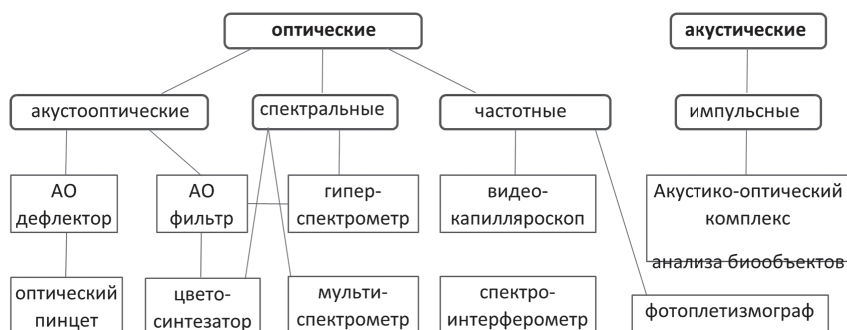 оптические
акустические
акустооптические
спектральные
частотные
импульсные
АО
дефлектор
АО
фильтр
гипер-
спектрометр
видео-
капилляроскоп
Акустико-оптический
комплекс
анализа биообъектов
оптический
пинцет
цвето-
синтезатор
мульти-
спектрометр
спектро-
интерферометр
фотоплетизмограф